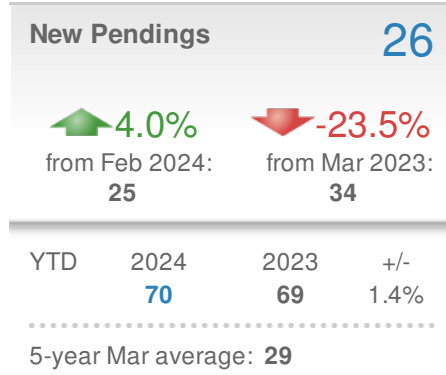 New Pendings 26
4.0% -23.5%
from Feb 2024: from Mar 2023:
25 34
YTD 2024 2023 +/-
70 69 1.4%
5-year Mar average: 29